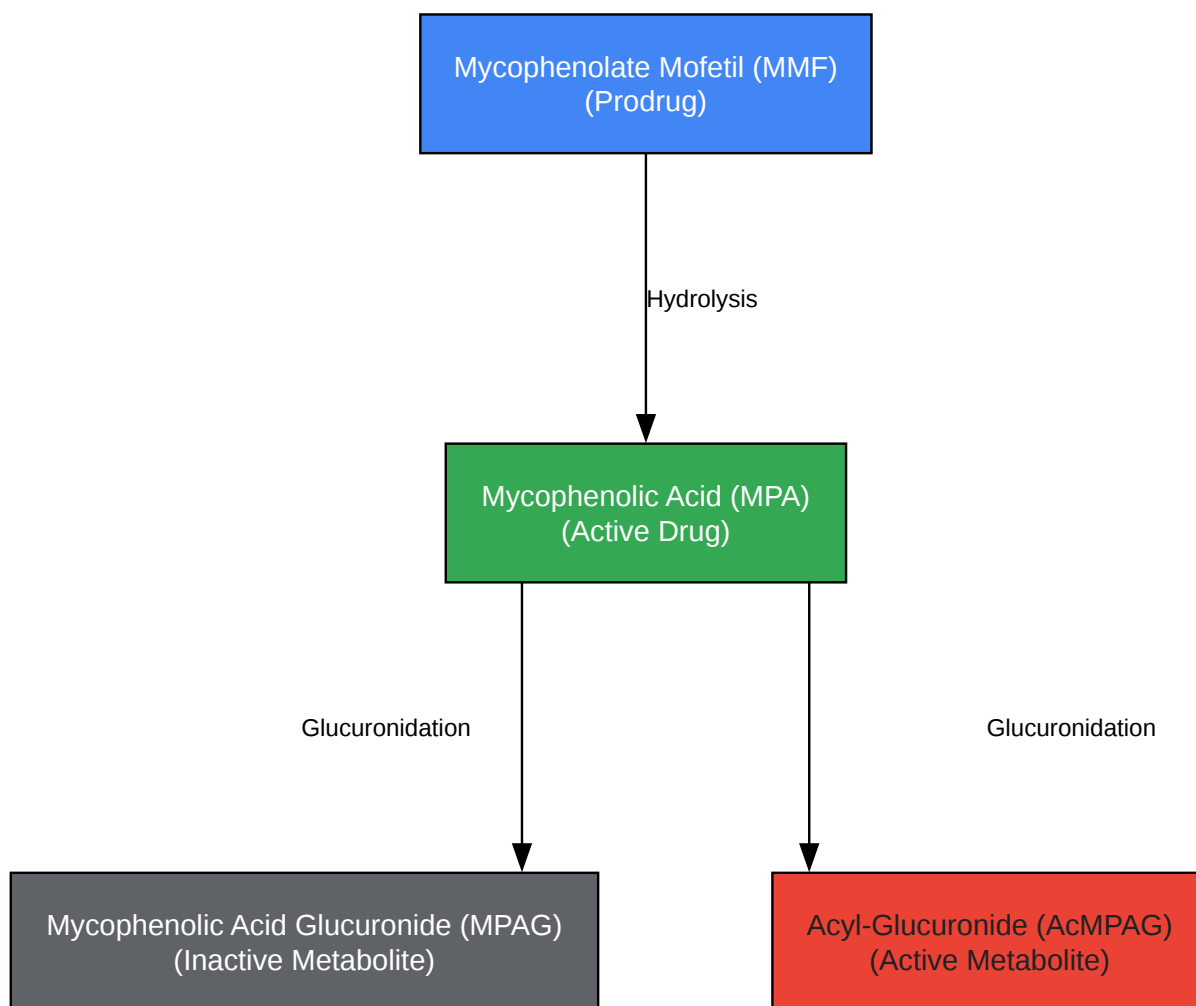 Mycophenolate Mofetil (MMF)
(Prodrug)
Hydrolysis
Mycophenolic Acid (MPA)
(Active Drug)
Glucuronidation
Glucuronidation
Mycophenolic Acid Glucuronide (MPAG)
(Inactive Metabolite)
Acyl-Glucuronide (AcMPAG)
(Active Metabolite)